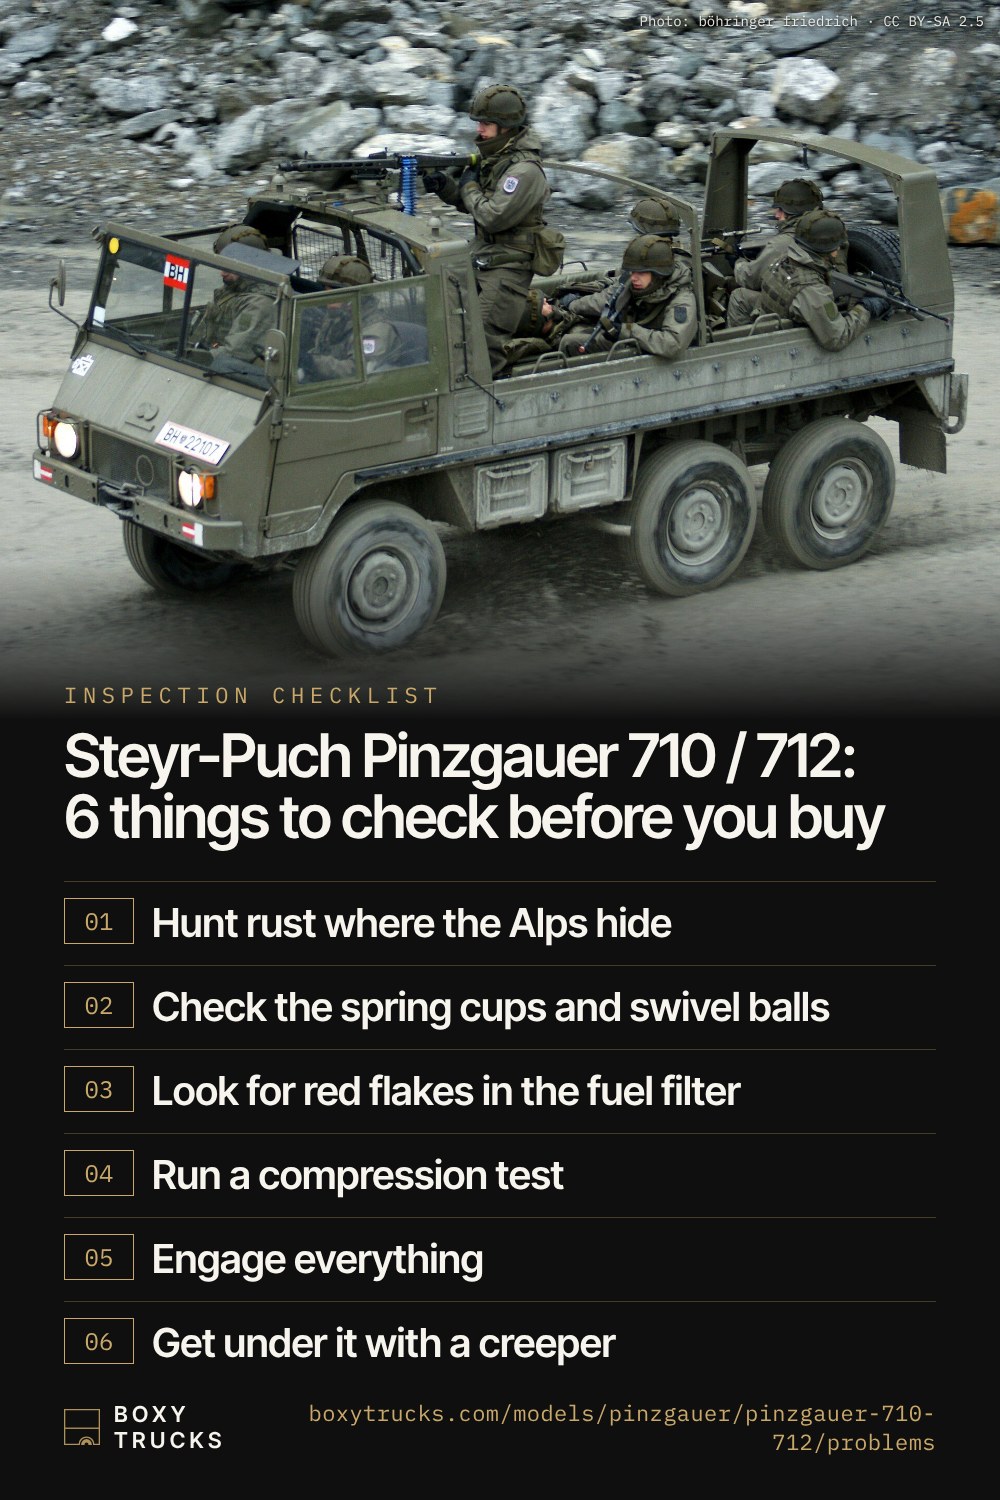 Photo: böhringer friedrich · CC BY-SA 2.5
BH
BH 22107
INSPECTION CHECKLIST
Steyr-Puch Pinzgauer 710 / 712:
6 things to check before you buy
01 Hunt rust where the Alps hide
02 Check the spring cups and swivel balls
03 Look for red flakes in the fuel filter
04 Run a compression test
05 Engage everything
06 Get under it with a creeper
BOXY
TRUCKS
boxytrucks.com/models/pinzgauer/pinzgauer-710-
712/problems